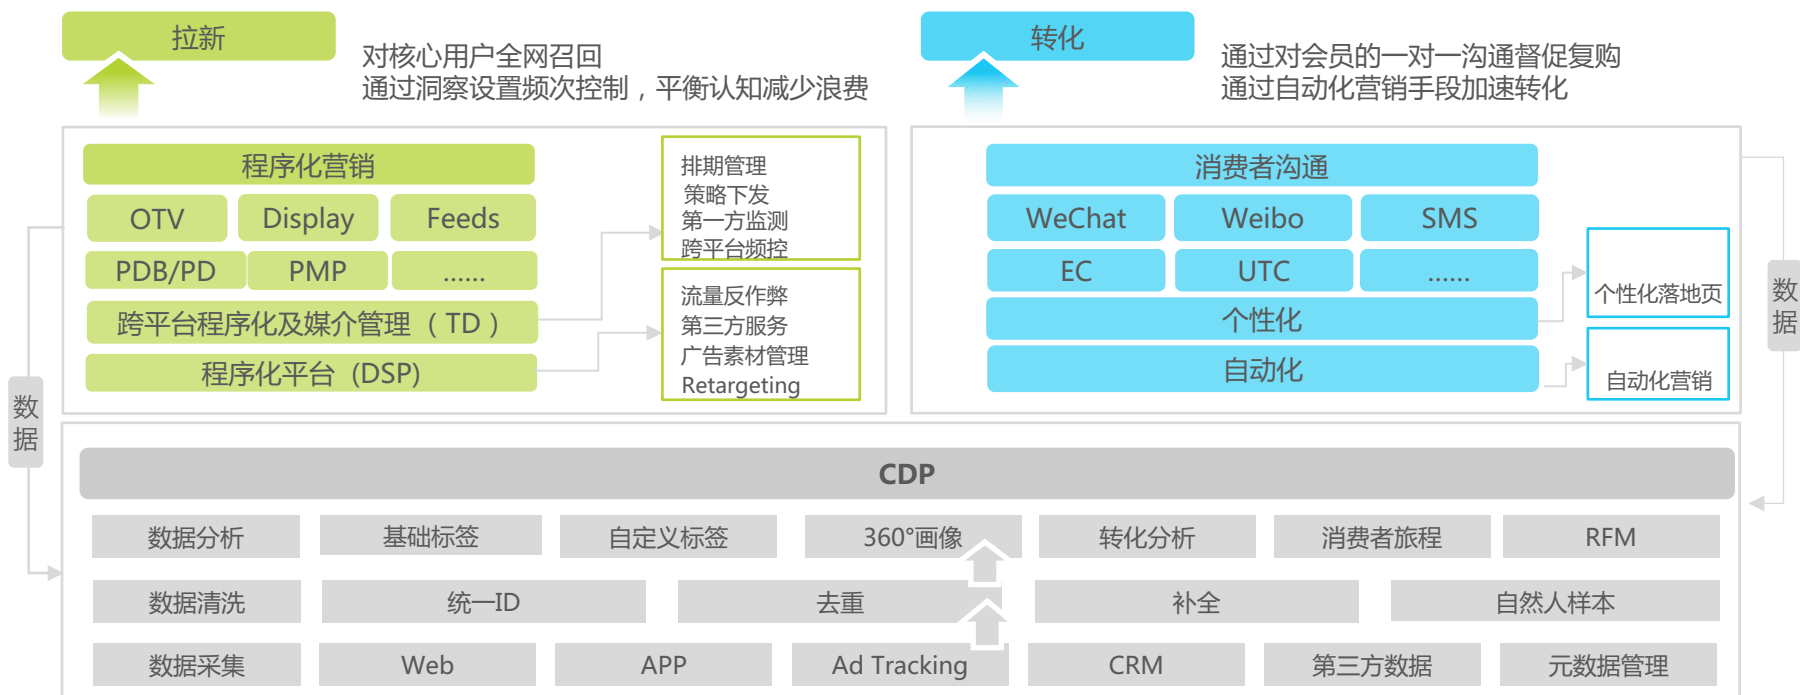 拉新
对核心用户全网召回
通过洞察设置频次控制，平衡认知减少浪费
转化
通过对会员的一对一沟通督促复购
通过自动化营销手段加速转化
程序化营销
OTV
Display
Feeds
PDB/PD
PMP
……
跨平台程序化及媒介管理（TD）
程序化平台 (DSP)
排期管理
策略下发
第一方监测
跨平台频控
流量反作弊
第三方服务
广告素材管理
Retargeting
消费者沟通
WeChat
Weibo
SMS
EC
UTC
……
个性化
自动化
个性化落地页
自动化营销
数据
数据
CDP
数据分析
基础标签
自定义标签
360°画像
转化分析
消费者旅程
RFM
数据清洗
统一ID
去重
补全
自然人样本
数据采集
Web
APP
Ad Tracking
CRM
第三方数据
元数据管理